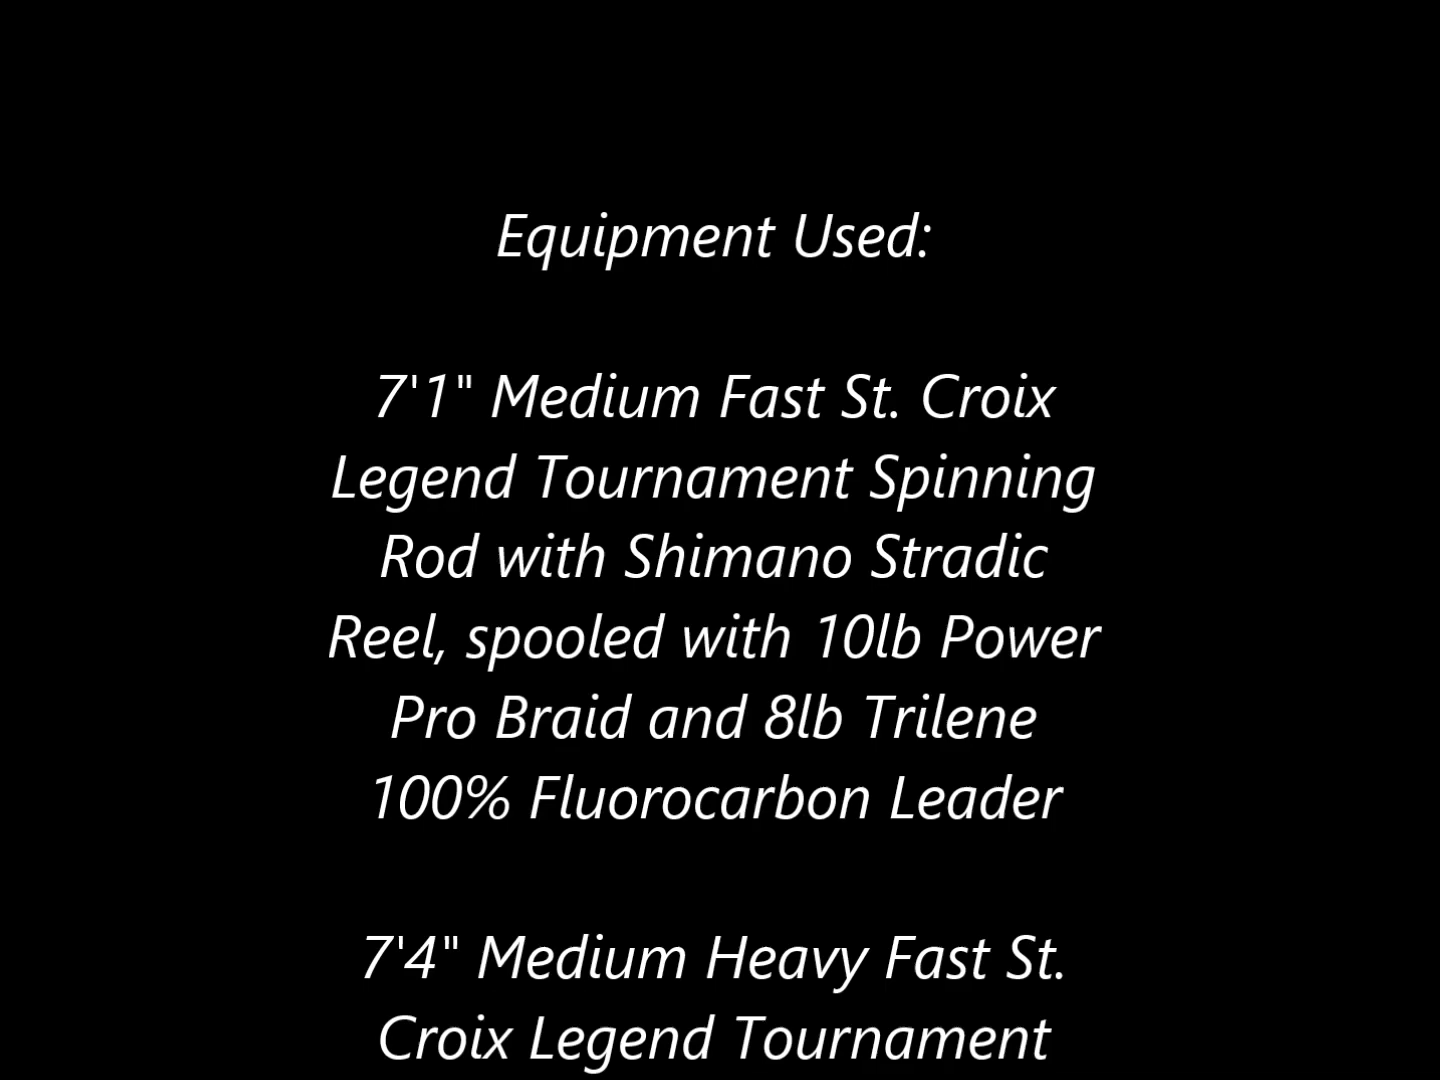 Equipment Used:
7'1" Medium Fast St. Croix
Legend Tournament Spinning
Rod with Shimano Stradic
Reel, spooled with 10lb Power
Pro Braid and 8lb Trilene
100% Fluorocarbon Leader
7'4" Medium Heavy Fast St.
Croix Legend Tournament